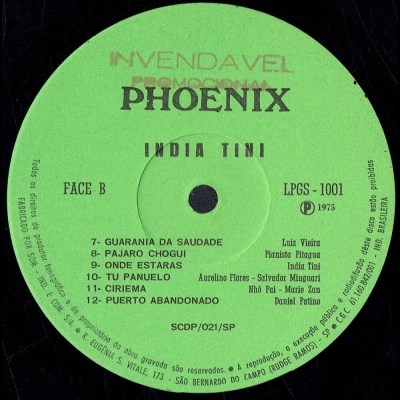 INVENDAVEL
PROMOCIONAL
PHOENIX
INDIA TINI
FACE B
LPGS - 1001
P 1975
7- GUARANIA DA SAUDADE Luiz Vieira
8- PAJARO CHOGUI Pianista Pitagua
9- ONDE ESTARAS India Tini
10- TU PANUELO Aurelino Flores - Salvador Minguari
11- CIRIEMA Nhô Pai - Mario Zan
12- PUERTO ABANDONADO Daniel Patino
SCDP/021/SP
Todos os direitos do produtor fonográfico e do proprietário da obra gravada são reservados. ● A reprodução, a execução pública e radiodifusão deste disco estão proibidas
FABRICADO POR SOM. - IND. E COM. S/A. ● R. EUGÊNIA S. VITALE, 173 - SÃO BERNARDO DO CAMPO (RUDGE RAMOS) - SP ● C.G.C. 61.160.842/001 - IND. BRASILEIRA